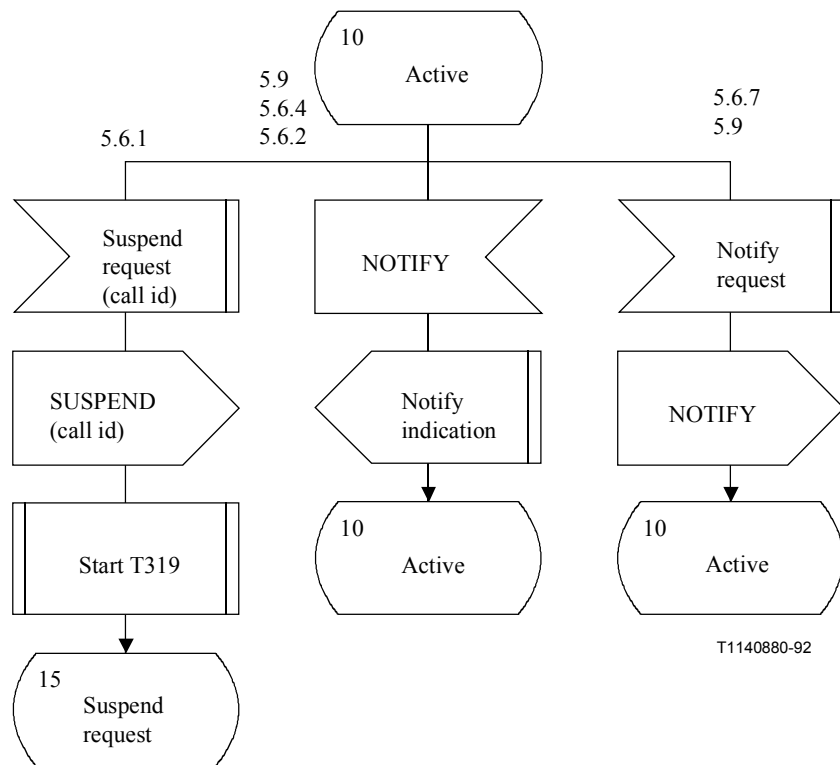 10
Active
5.9
5.6.4
5.6.2
5.6.7
5.9
5.6.1
Suspend
request
(call id)
NOTIFY
Notify
request
SUSPEND
(call id)
Notify
indication
NOTIFY
Start T319
10
Active
10
Active
T1140880-92
15
Suspend
request